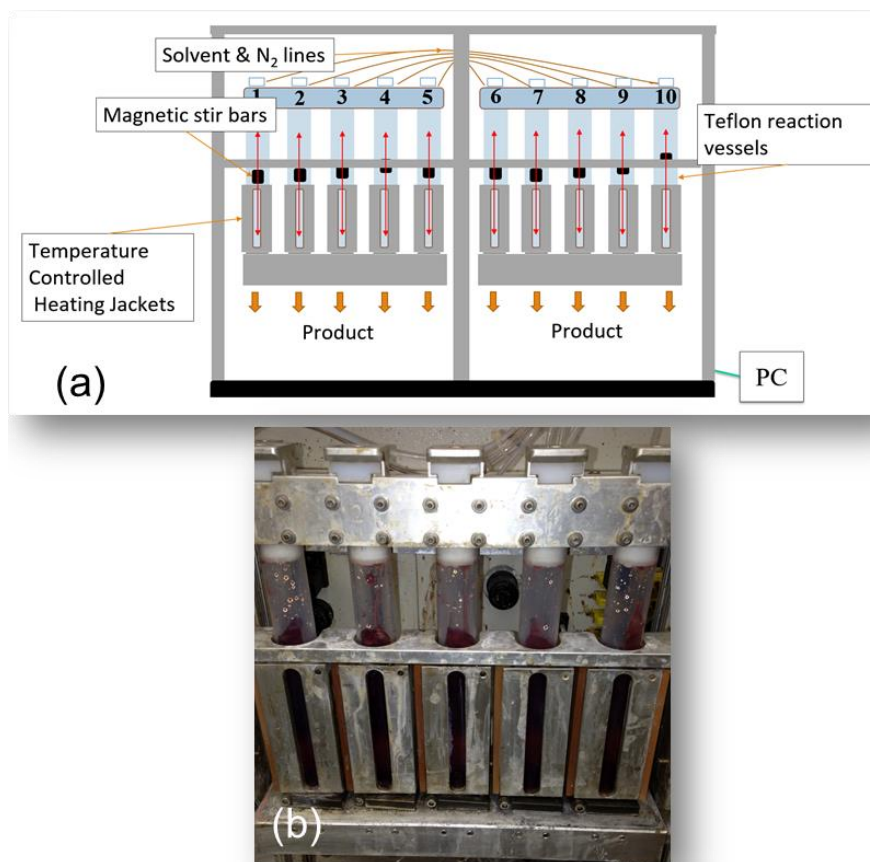 Solvent & N₂ lines
1 2 3 4 5 6 7 8 9 10
Magnetic stir bars
Teflon reaction
vessels
Temperature
Controlled
Heating Jackets
Product
Product
PC
(a)
(b)